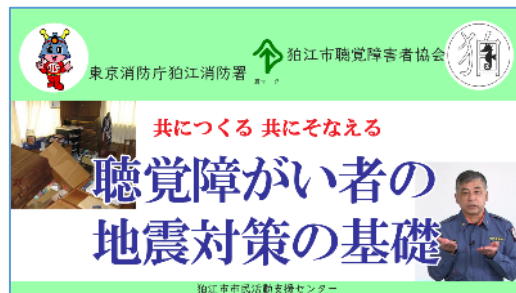 東京消防庁狛江消防署
狛江市聴覚障害者協会
狛
共につくる 共にそなえる
聴覚障がい者の
地震対策の基礎
狛江市市民活動支援センター